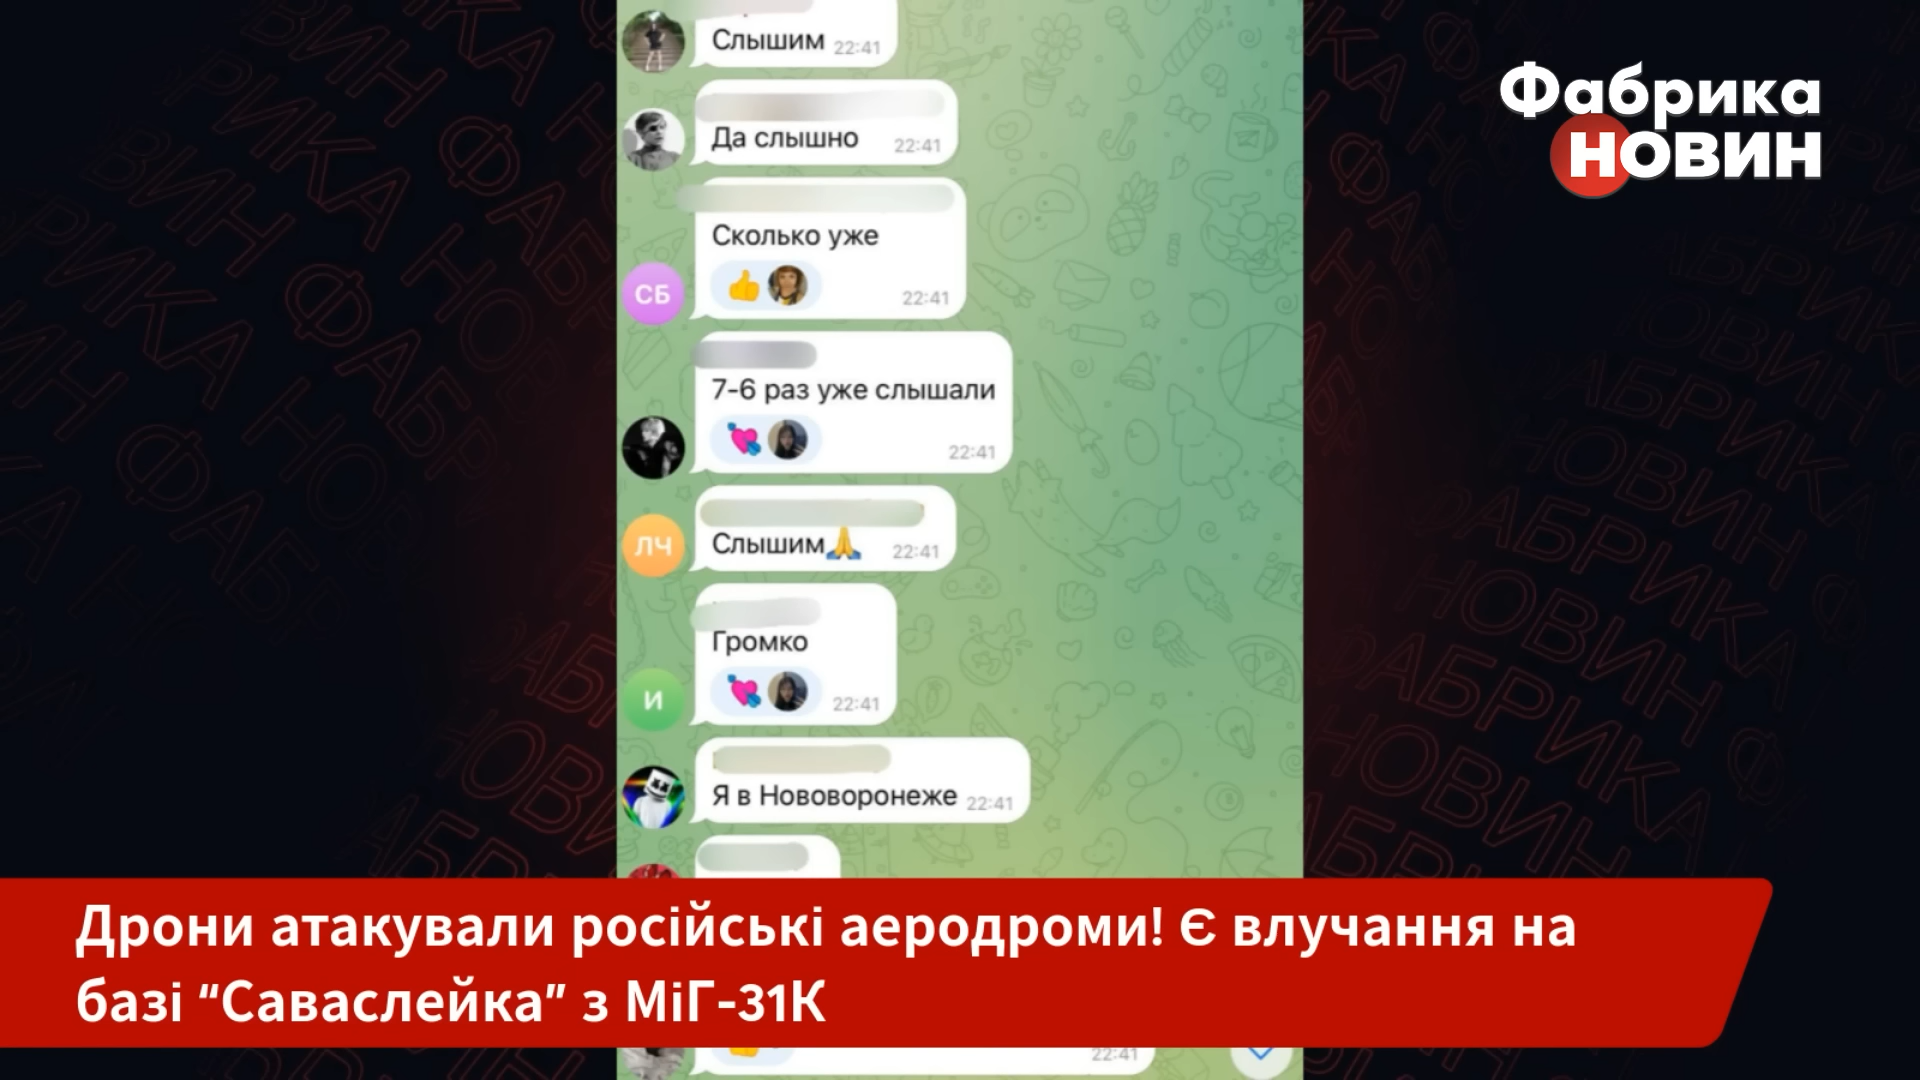 Слышим 22:41
Да слышно 22:41
Сколько уже
СБ
22:41
7-6 раз уже слышали
22:41
Слышим🙏 22:41
ЛЧ
Громко
И
22:41
Я в Нововоронеже 22:41
22:41
Фабрика
новин
Дрони атакували російські аеродроми! Є влучання на
базі “Саваслейка” з МіГ-31К